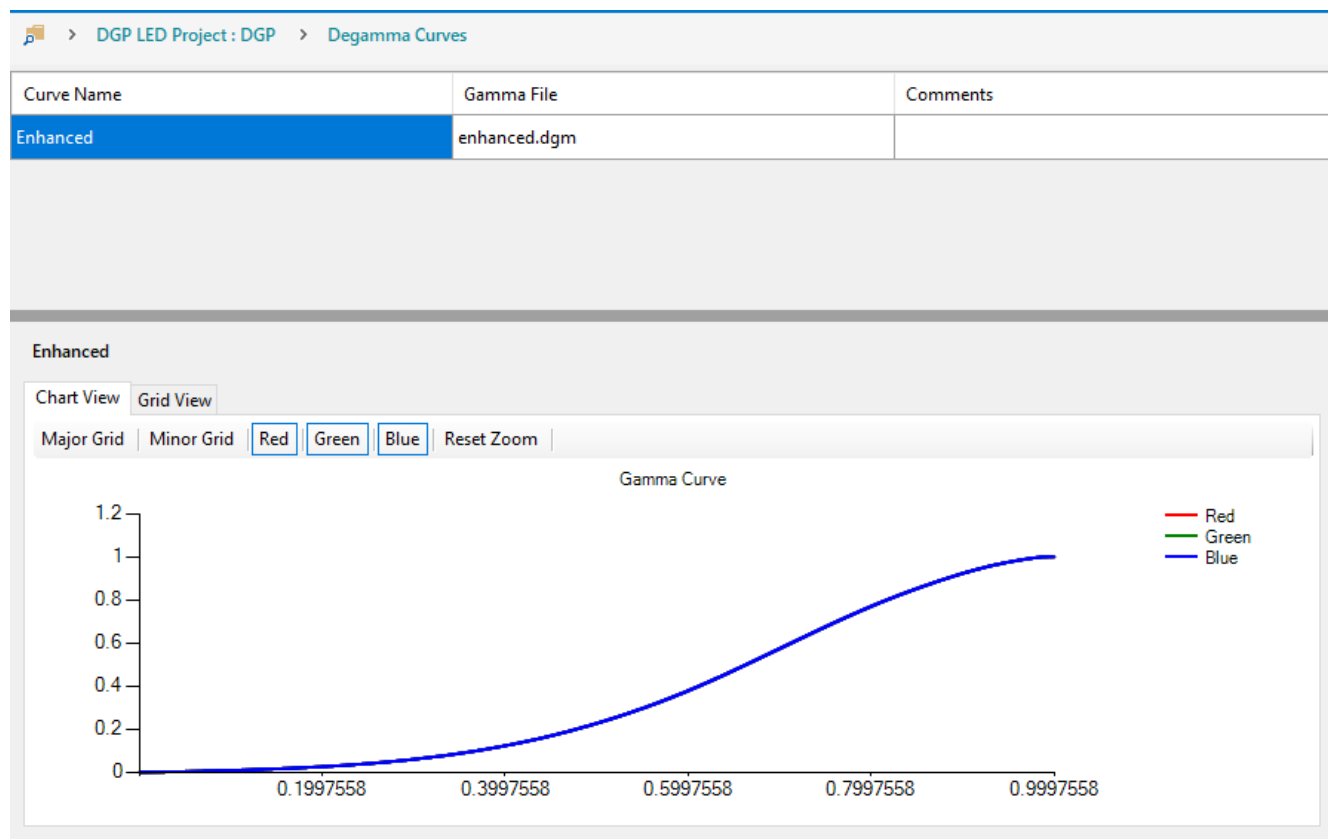 > DGP LED Project : DGP > Degamma Curves
Curve Name Gamma File Comments
Enhanced enhanced.dgm
Enhanced
Chart View Grid View
Major Grid Minor Grid Red Green Blue Reset Zoom
Gamma Curve
1.2
1
0.8
0.6
0.4
0.2
0
0.1997558 0.3997558 0.5997558 0.7997558 0.9997558
Red
Green
Blue